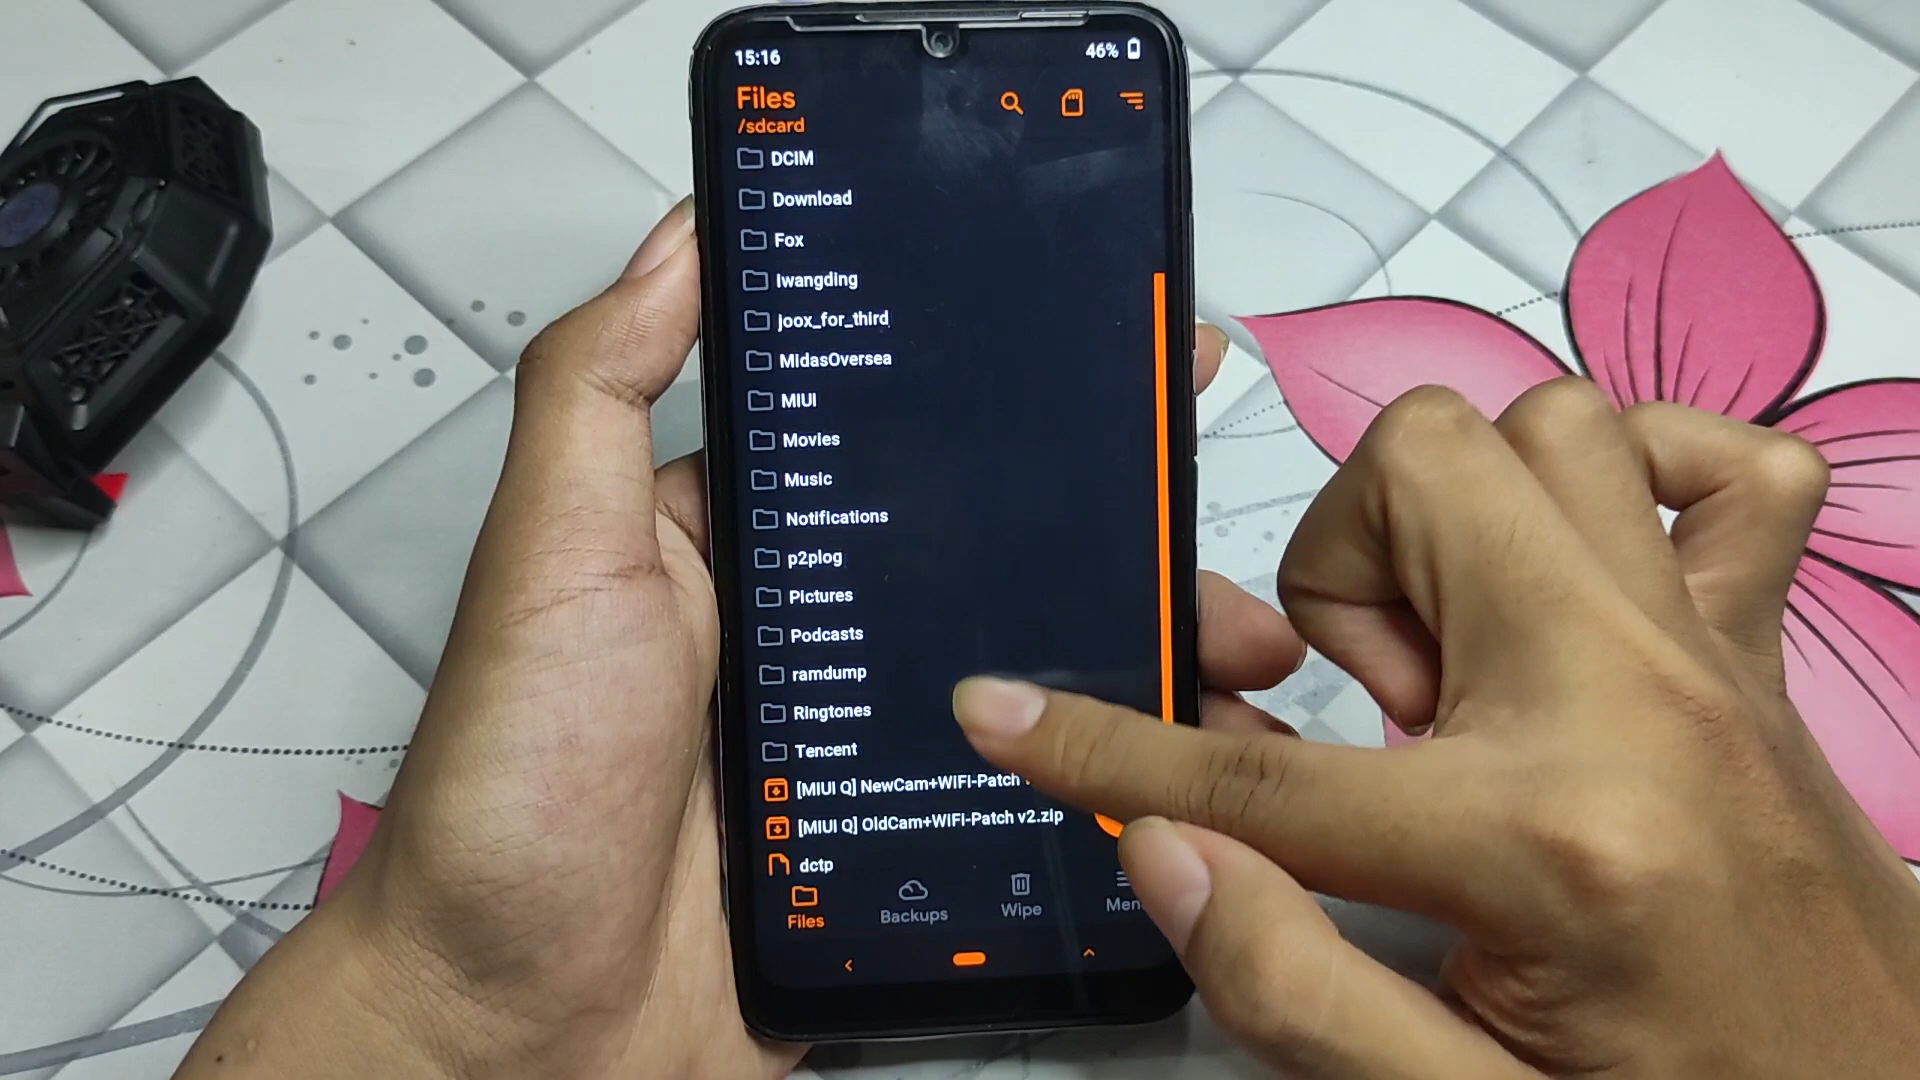 15:16
46%
Files
/sdcard
DCIM
Download
Fox
iwangding
joox_for_third
MidasOversea
MIUI
Movies
Music
Notifications
p2plog
Pictures
Podcasts
ramdump
Ringtones
Tencent
[MIUI Q] NewCam+WiFi-Patch
[MIUI Q] OldCam+WiFi-Patch v2.zip
dctp
Files
Backups
Wipe
Men